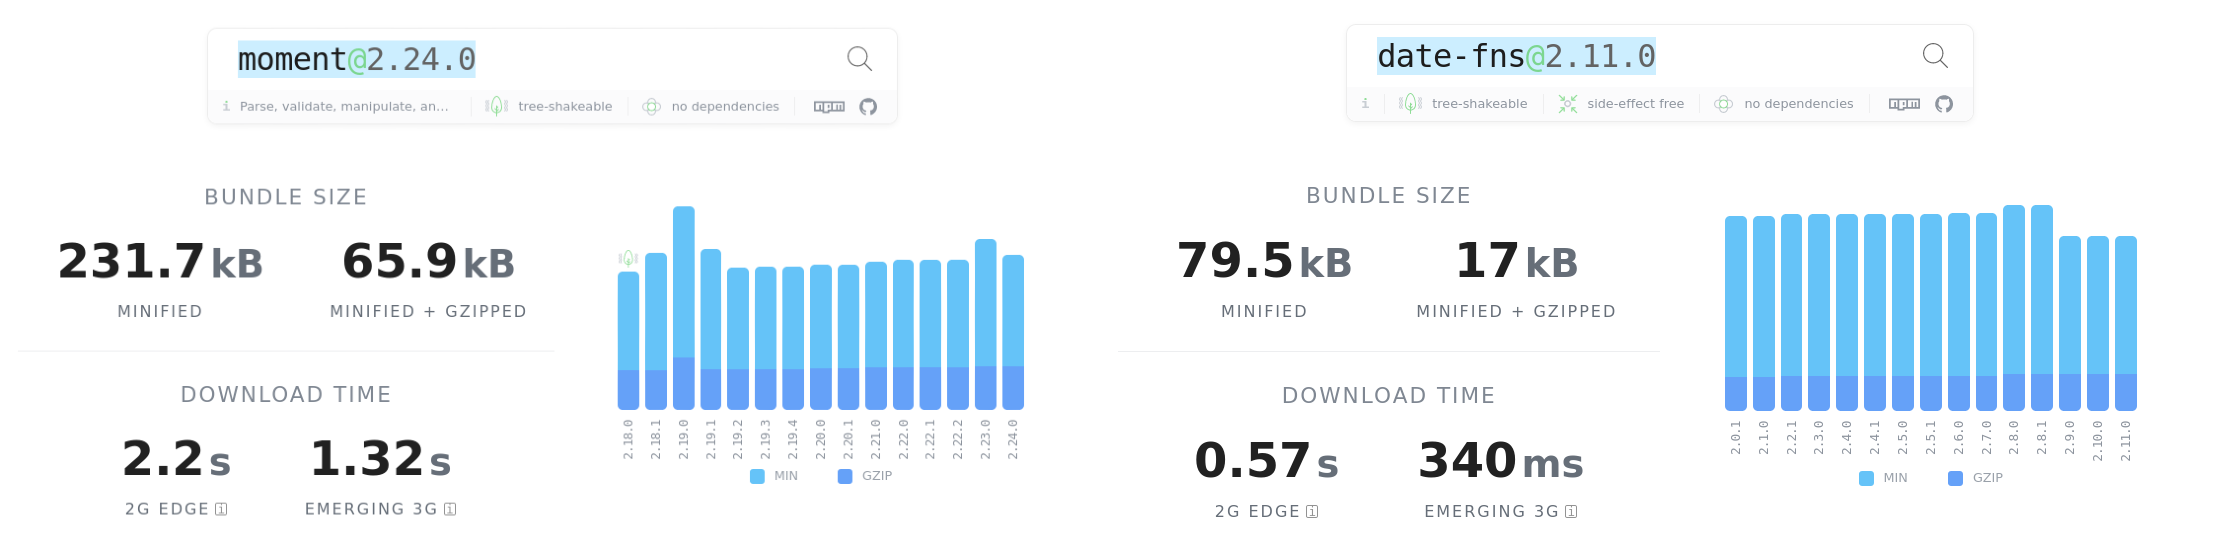 moment@2.24.0
i Parse, validate, manipulate, an... tree-shakeable no dependencies npm
BUNDLE SIZE
231.7 kB 65.9 kB
MINIFIED MINIFIED + GZIPPED
DOWNLOAD TIME
2.2 s 1.32 s
2G EDGE i EMERGING 3G i
2.18.0 2.18.1 2.19.0 2.19.1 2.19.2 2.19.3 2.19.4 2.20.0 2.20.1 2.21.0 2.22.0 2.22.1 2.22.2 2.23.0 2.24.0
MIN GZIP
date-fns@2.11.0
i tree-shakeable side-effect free no dependencies npm
BUNDLE SIZE
79.5 kB 17 kB
MINIFIED MINIFIED + GZIPPED
DOWNLOAD TIME
0.57 s 340 ms
2G EDGE i EMERGING 3G i
2.0.1 2.1.0 2.2.1 2.3.0 2.4.0 2.4.1 2.5.0 2.5.1 2.6.0 2.7.0 2.8.0 2.8.1 2.9.0 2.10.0 2.11.0
MIN GZIP